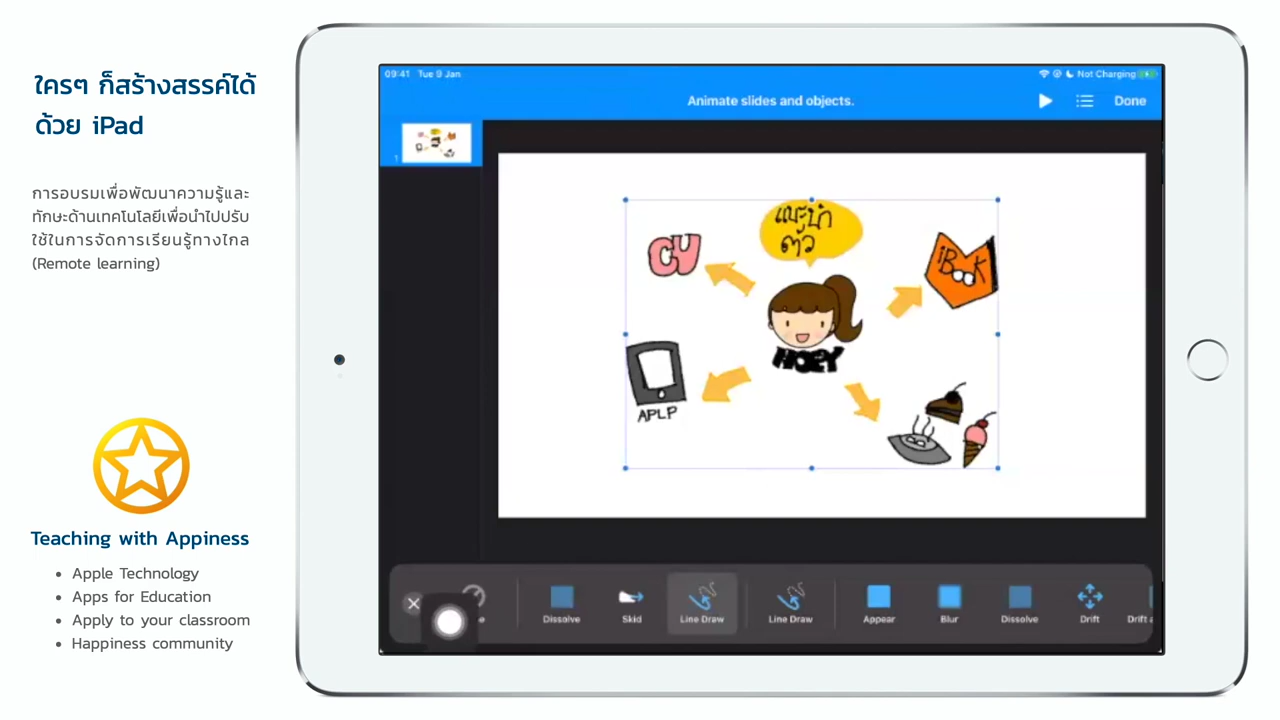 ใครๆ ก็สร้างสรรค์ได้
ด้วย iPad
การอบรมเพื่อพัฒนาความรู้และ
ทักษะด้านเทคโนโลยีเพื่อนำไปปรับ
ใช้ในการจัดการเรียนรู้ทางไกล
(Remote learning)
Teaching with Appiness
• Apple Technology
• Apps for Education
• Apply to your classroom
• Happiness community
09:41 Tue 9 Jan
Not Charging
Animate slides and objects.
Done
1
แนะนำ
ตัว
CU
iBooK
HOEY
APLP
Dissolve
Skid
Line Draw
Line Draw
Appear
Blur
Dissolve
Drift